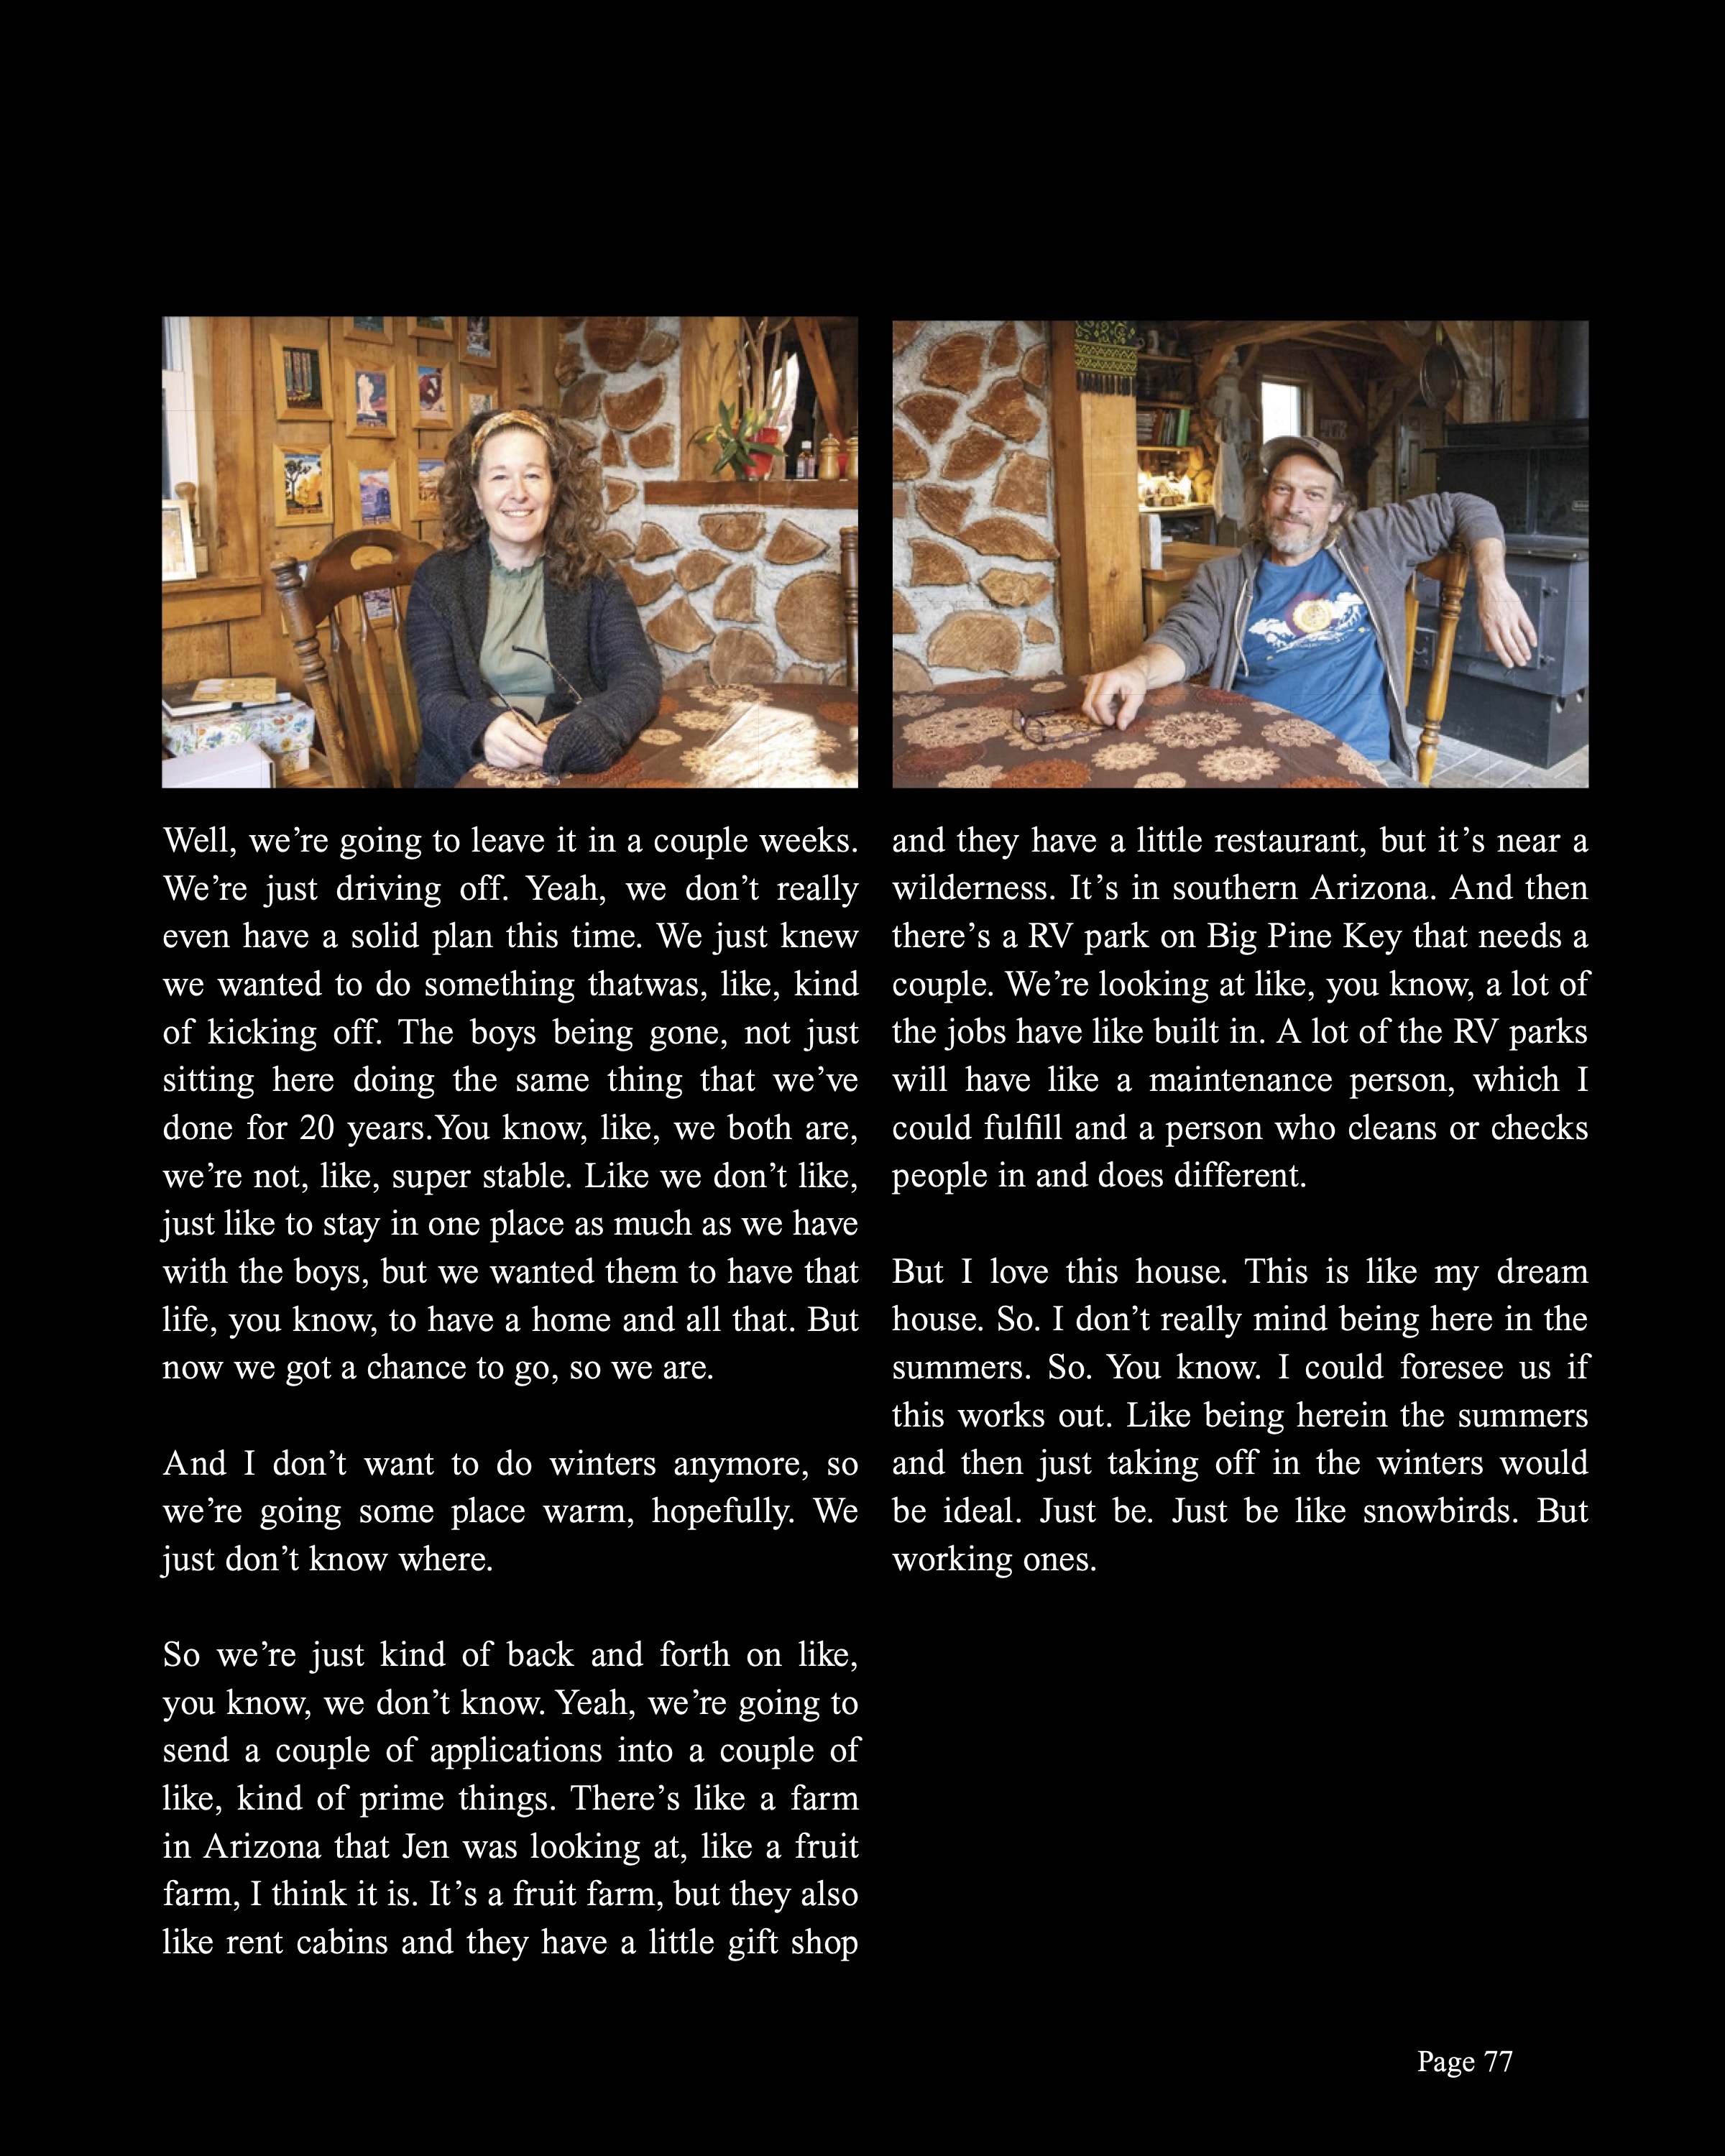 Well, we’re going to leave it in a couple weeks.
We’re just driving off. Yeah, we don’t really
even have a solid plan this time. We just knew
we wanted to do something thatwas, like, kind
of kicking off. The boys being gone, not just
sitting here doing the same thing that we’ve
done for 20 years.You know, like, we both are,
we’re not, like, super stable. Like we don’t like,
just like to stay in one place as much as we have
with the boys, but we wanted them to have that
life, you know, to have a home and all that. But
now we got a chance to go, so we are.
And I don’t want to do winters anymore, so
we’re going some place warm, hopefully. We
just don’t know where.
So we’re just kind of back and forth on like,
you know, we don’t know. Yeah, we’re going to
send a couple of applications into a couple of
like, kind of prime things. There’s like a farm
in Arizona that Jen was looking at, like a fruit
farm, I think it is. It’s a fruit farm, but they also
like rent cabins and they have a little gift shop
and they have a little restaurant, but it’s near a
wilderness. It’s in southern Arizona. And then
there’s a RV park on Big Pine Key that needs a
couple. We’re looking at like, you know, a lot of
the jobs have like built in. A lot of the RV parks
will have like a maintenance person, which I
could fulfill and a person who cleans or checks
people in and does different.
But I love this house. This is like my dream
house. So. I don’t really mind being here in the
summers. So. You know. I could foresee us if
this works out. Like being herein the summers
and then just taking off in the winters would
be ideal. Just be. Just be like snowbirds. But
working ones.
Page 77